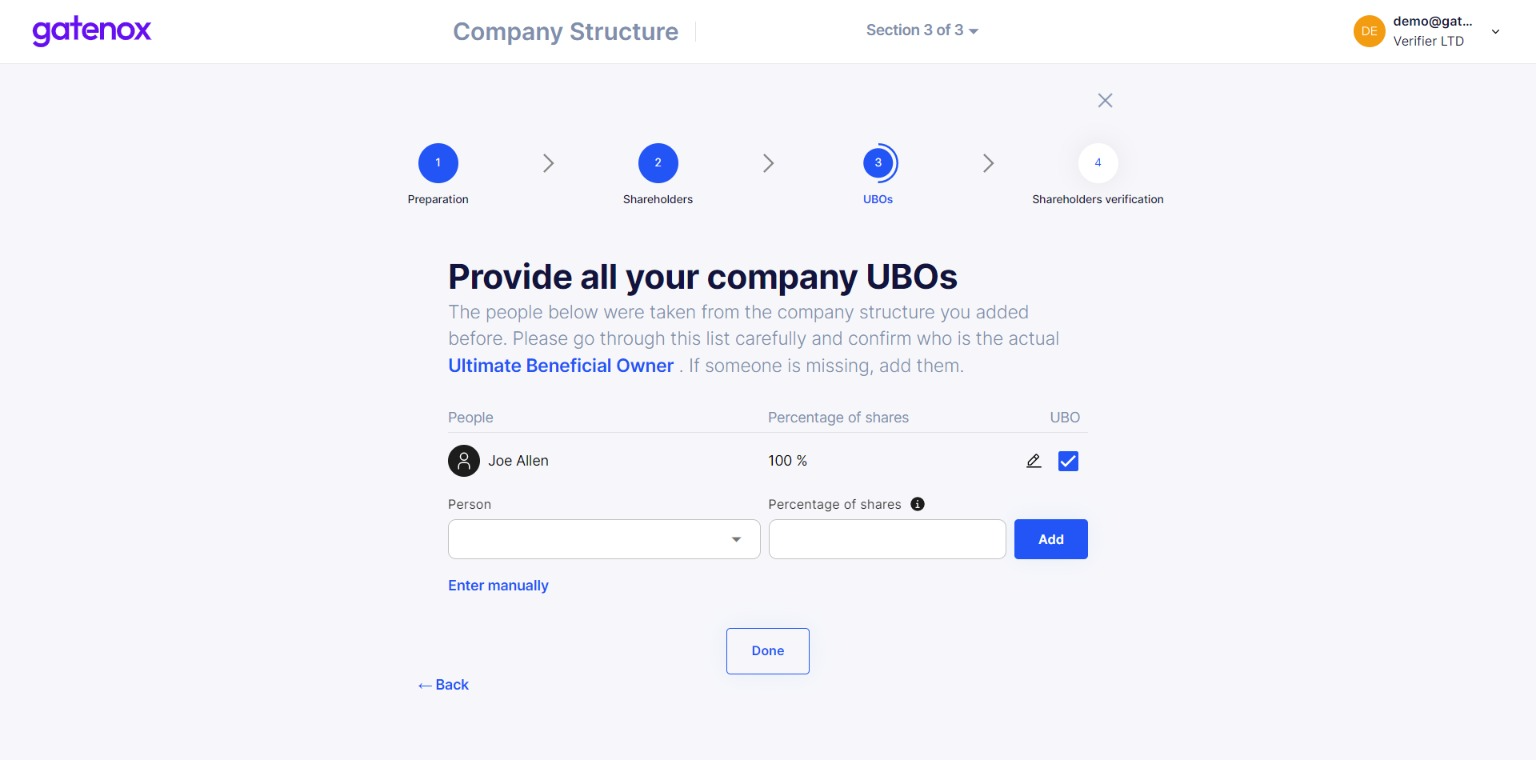 gatenox
Company Structure
Section 3 of 3
DE
demo@gat...
Verifier LTD
1
2
3
4
Preparation
Shareholders
UBOs
Shareholders verification
Provide all your company UBOs
The people below were taken from the company structure you added
before. Please go through this list carefully and confirm who is the actual
Ultimate Beneficial Owner . If someone is missing, add them.
People Percentage of shares UBO
Joe Allen 100 %
Person Percentage of shares
Add
Enter manually
Done
← Back